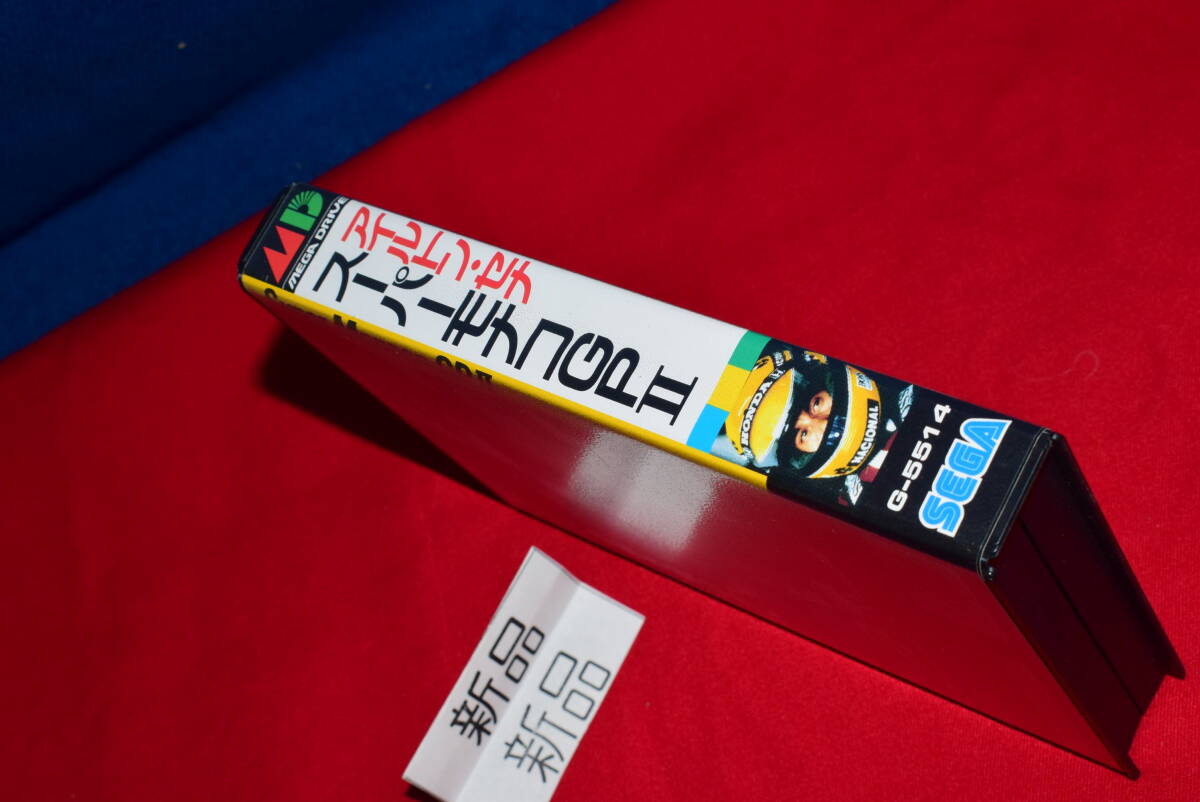 MD
MEGA DRIVE
アイルトン・セナ
スーパーモナコGP II
HONDA
NACIONAL
G-5514
SEGA
新品
新品